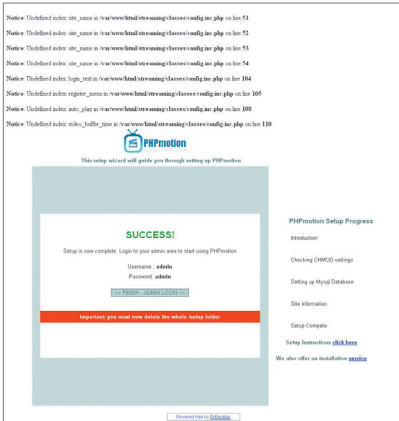 Notice: Undefined index: site_name in /var/www/html/streaming/classes/config.inc.php on line 51
Notice: Undefined index: site_name in /var/www/html/streaming/classes/config.inc.php on line 52
Notice: Undefined index: site_name in /var/www/html/streaming/classes/config.inc.php on line 53
Notice: Undefined index: site_name in /var/www/html/streaming/classes/config.inc.php on line 54
Notice: Undefined index: login_text in /var/www/html/streaming/classes/config.inc.php on line 104
Notice: Undefined index: register_menu in /var/www/html/streaming/classes/config.inc.php on line 105
Notice: Undefined index: auto_play in /var/www/html/streaming/classes/config.inc.php on line 108
Notice: Undefined index: video_buffer_time in /var/www/html/streaming/classes/config.inc.php on line 110
PHPmotion
This setup wizard will guide you through setting up PHPmotion
SUCCESS!
Setup is now complete. Login to your admin area to start using PHPmotion
Username : admin
Password: admin
>> FINISH - ADMIN LOGIN <<
Important: you must now delete the whole /setup folder
PHPmotion Setup Progress
Introduction
Checking CHMOD settings
Setting up Mysql Database
Site information
Setup Compete
Setup Instructions click here
We also offer an installation service
Powered free by PHPmotion